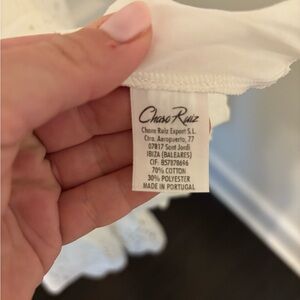 Charo Ruiz
Charo Ruiz Export S.L.
Ctra. Aeropuerto, 77
07817 Sant Jordi
IBIZA (BALEARES)
CIF: B57878696
70% COTTON
30% POLYESTER
MADE IN PORTUGAL